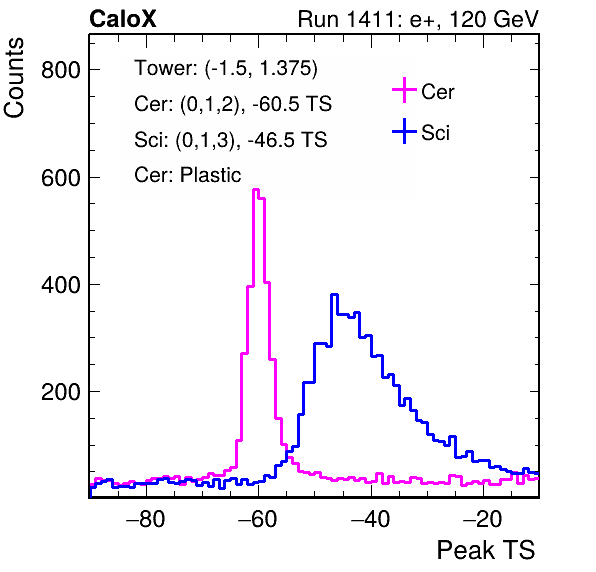 CaloX
Run 1411: e+, 120 GeV
Counts
800
600
400
200
Tower: (-1.5, 1.375)
Cer: (0,1,2), -60.5 TS
Sci: (0,1,3), -46.5 TS
Cer: Plastic
Cer
Sci
−80
−60
−40
−20
Peak TS